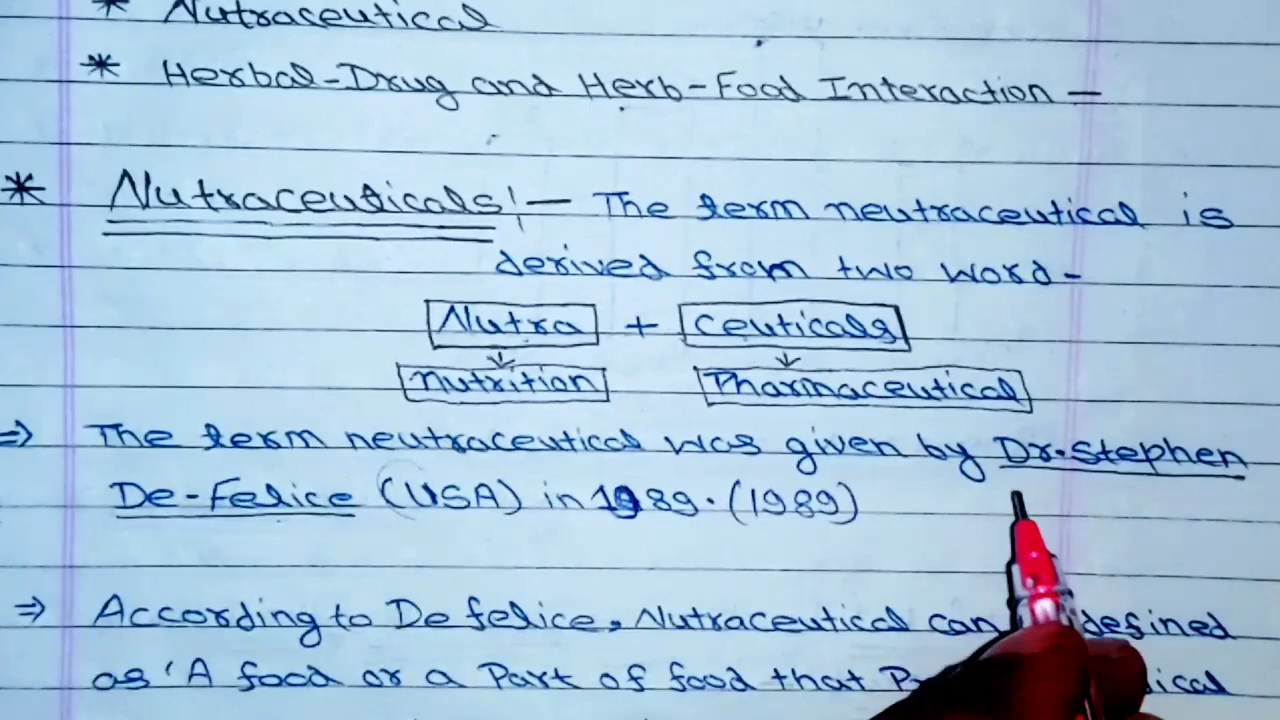 * Nutraceutical
* Herbal-Drug and Herb-Food Interaction -
* Nutraceuticals:- The term neutraceutical is
derived from two word-
Nutra + Ceuticals
Nutrition Pharmaceutical
⇒ The term neutraceutical was given by Dr. Stephen
De-Felice (USA) in 1989. (1989)
⇒ According to De felice, Nutraceutical can defined
as 'A food or a Part of food that